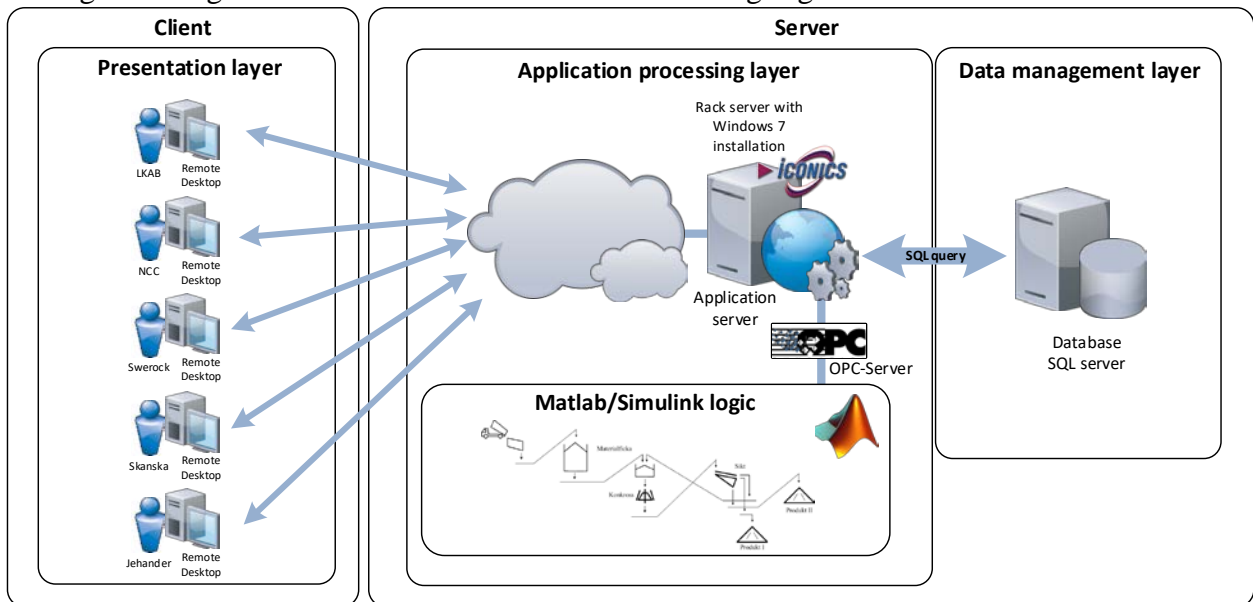 Client
Presentation layer
LKAB
Remote
Desktop
NCC
Remote
Desktop
Swerock
Remote
Desktop
Skanska
Remote
Desktop
Jehander
Remote
Desktop
Server
Application processing layer
Rack server with
Windows 7
installation
ICONICS
Application
server
OPC
OPC-Server
SQL query
Matlab/Simulink logic
Materialficka
Sikt
Konkross
Produkt II
Produkt I
Data management layer
Database
SQL server